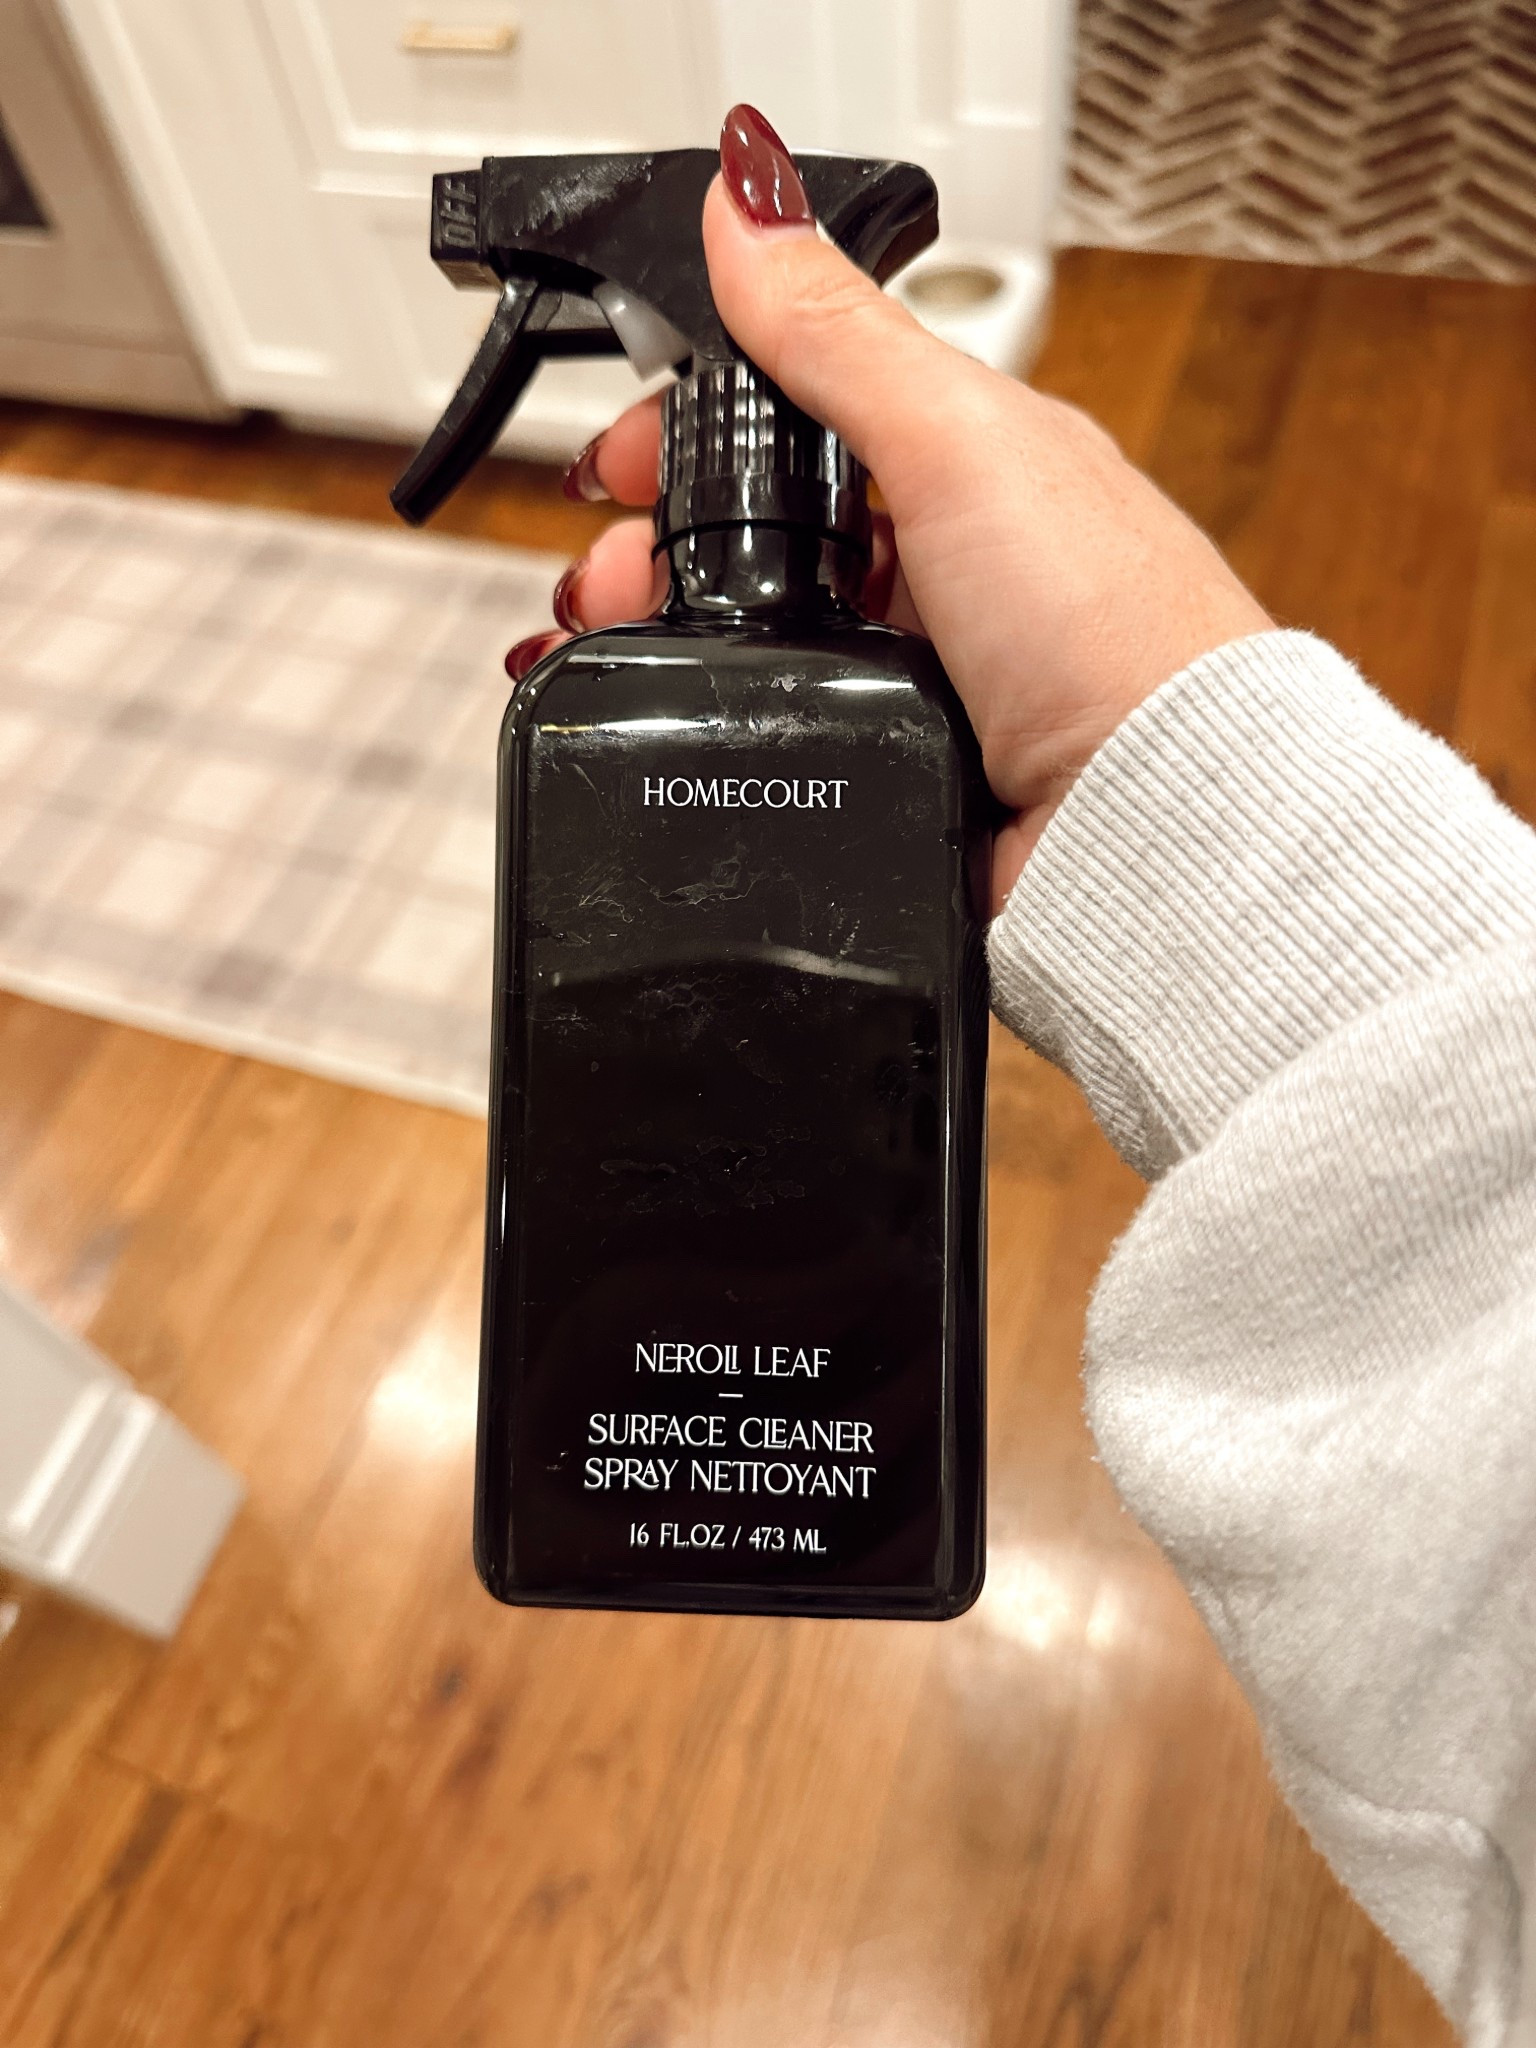 OFF
HOMECOURT
NEROLI LEAF
—
SURFACE CLEANER
SPRAY NETTOYANT
16 FL.OZ / 473 ML